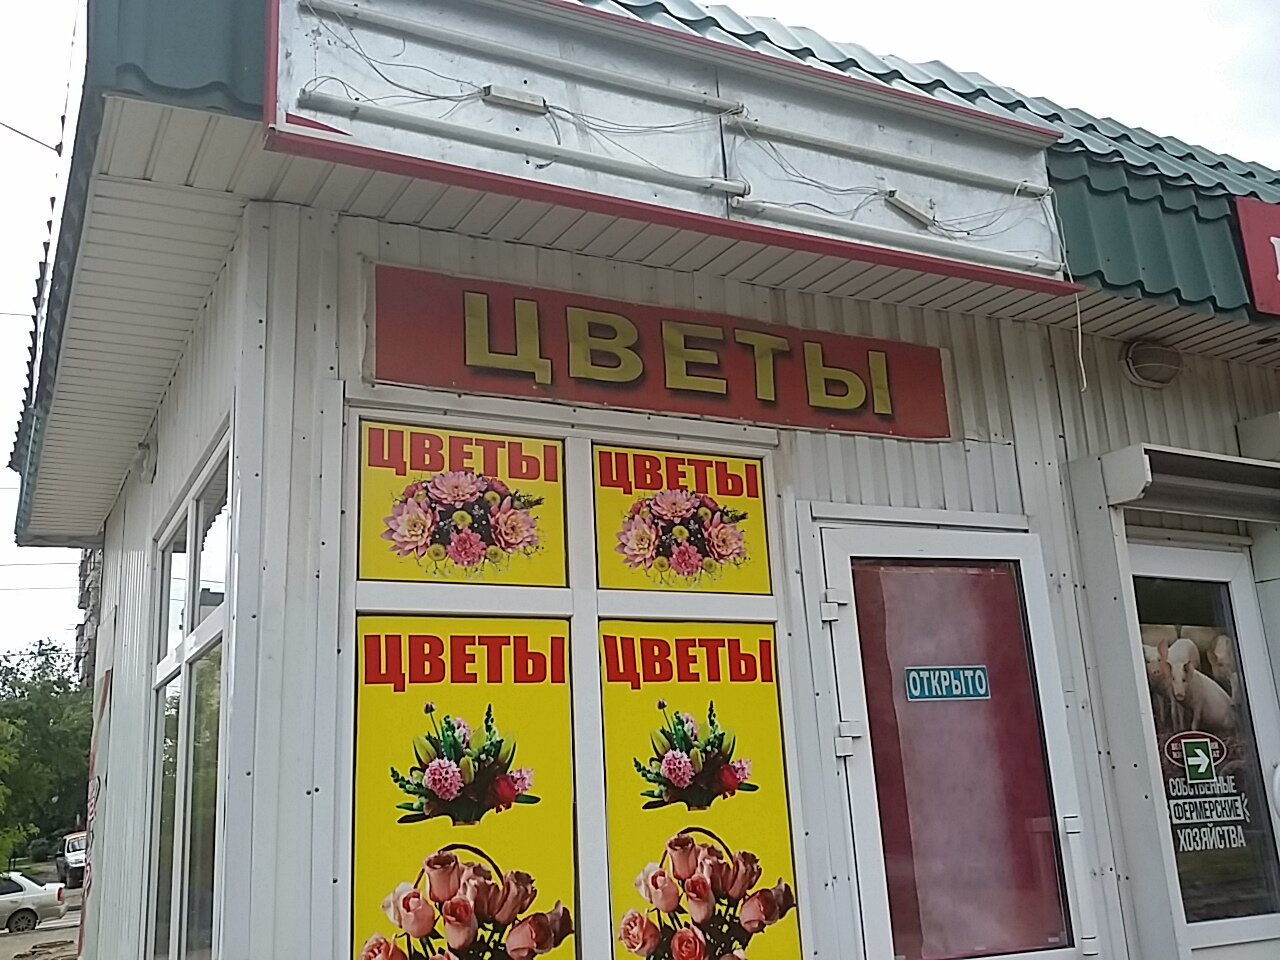 ЦВЕТЫ
ЦВЕТЫ
ЦВЕТЫ
ЦВЕТЫ
ЦВЕТЫ
ОТКРЫТО
СОБСТВЕННЫЕ
ФЕРМЕРСКИЕ
ХОЗЯЙСТВА